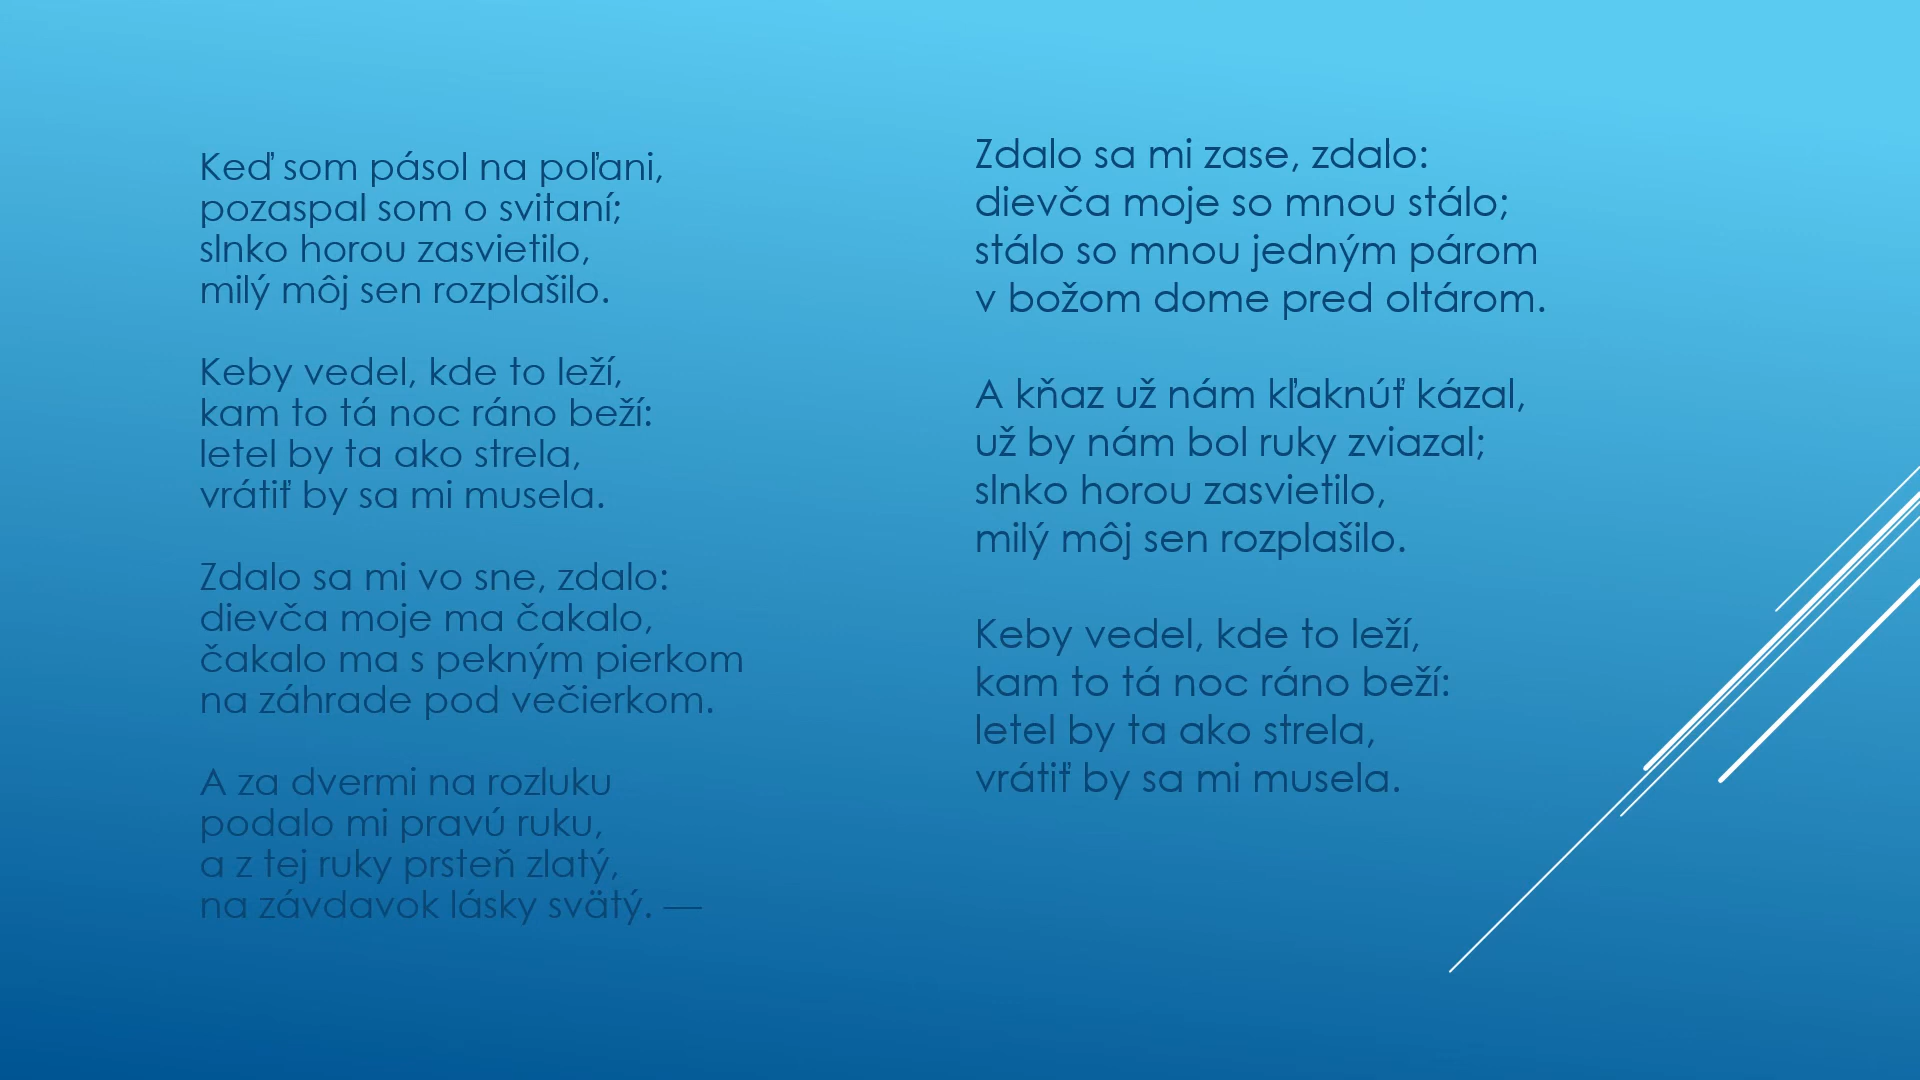 Keď som pásol na poľani,
pozaspal som o svitaní;
slnko horou zasvietilo,
milý môj sen rozplašilo.

Keby vedel, kde to leží,
kam to tá noc ráno beží:
letel by ta ako strela,
vrátiť by sa mi musela.

Zdalo sa mi vo sne, zdalo:
dievča moje ma čakalo,
čakalo ma s pekným pierkom
na záhrade pod večierkom.

A za dvermi na rozluku
podalo mi pravú ruku,
a z tej ruky prsteň zlatý,
na závdavok lásky svätý. —

Zdalo sa mi zase, zdalo:
dievča moje so mnou stálo;
stálo so mnou jedným párom
v božom dome pred oltárom.

A kňaz už nám kľaknúť kázal,
už by nám bol ruky zviazal;
slnko horou zasvietilo,
milý môj sen rozplašilo.

Keby vedel, kde to leží,
kam to tá noc ráno beží:
letel by ta ako strela,
vrátiť by sa mi musela.